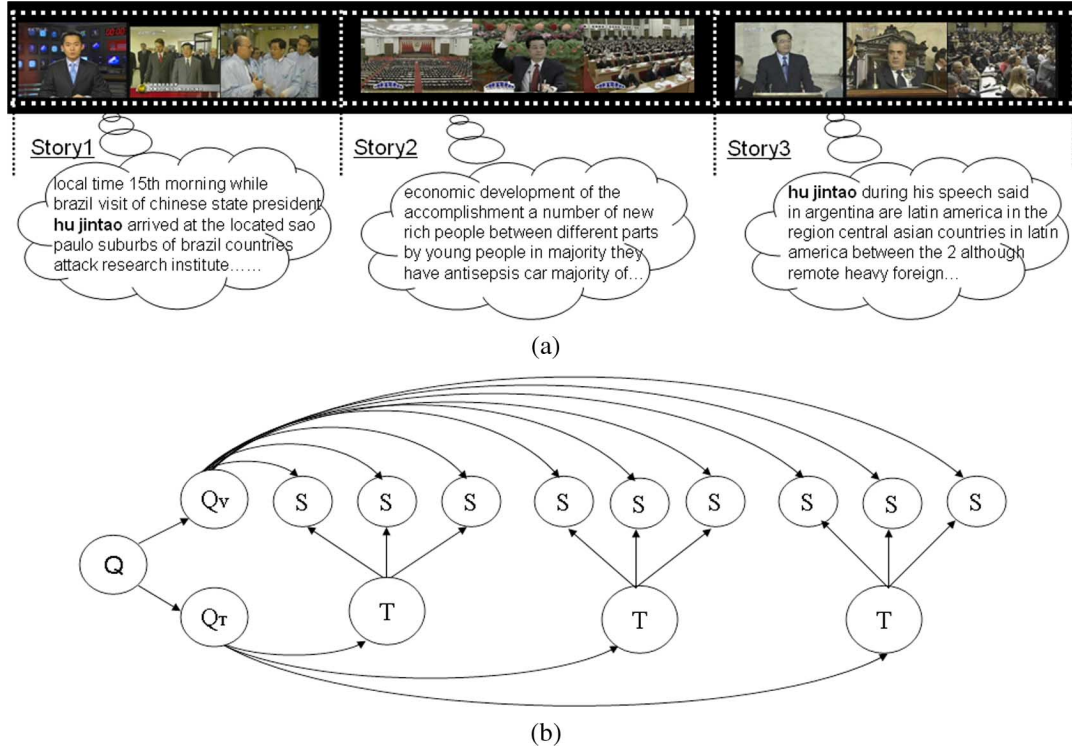 Story1
local time 15th morning while
brazil visit of chinese state president
hu jintao arrived at the located sao
paulo suburbs of brazil countries
attack research institute……
Story2
economic development of the
accomplishment a number of new
rich people between different parts
by young people in majority they
have antisepsis car majority of…
Story3
hu jintao during his speech said
in argentina are latin america in the
region central asian countries in latin
america between the 2 although
remote heavy foreign…
(a)
QV S S S S S S S S S
Q
QT T T T
(b)